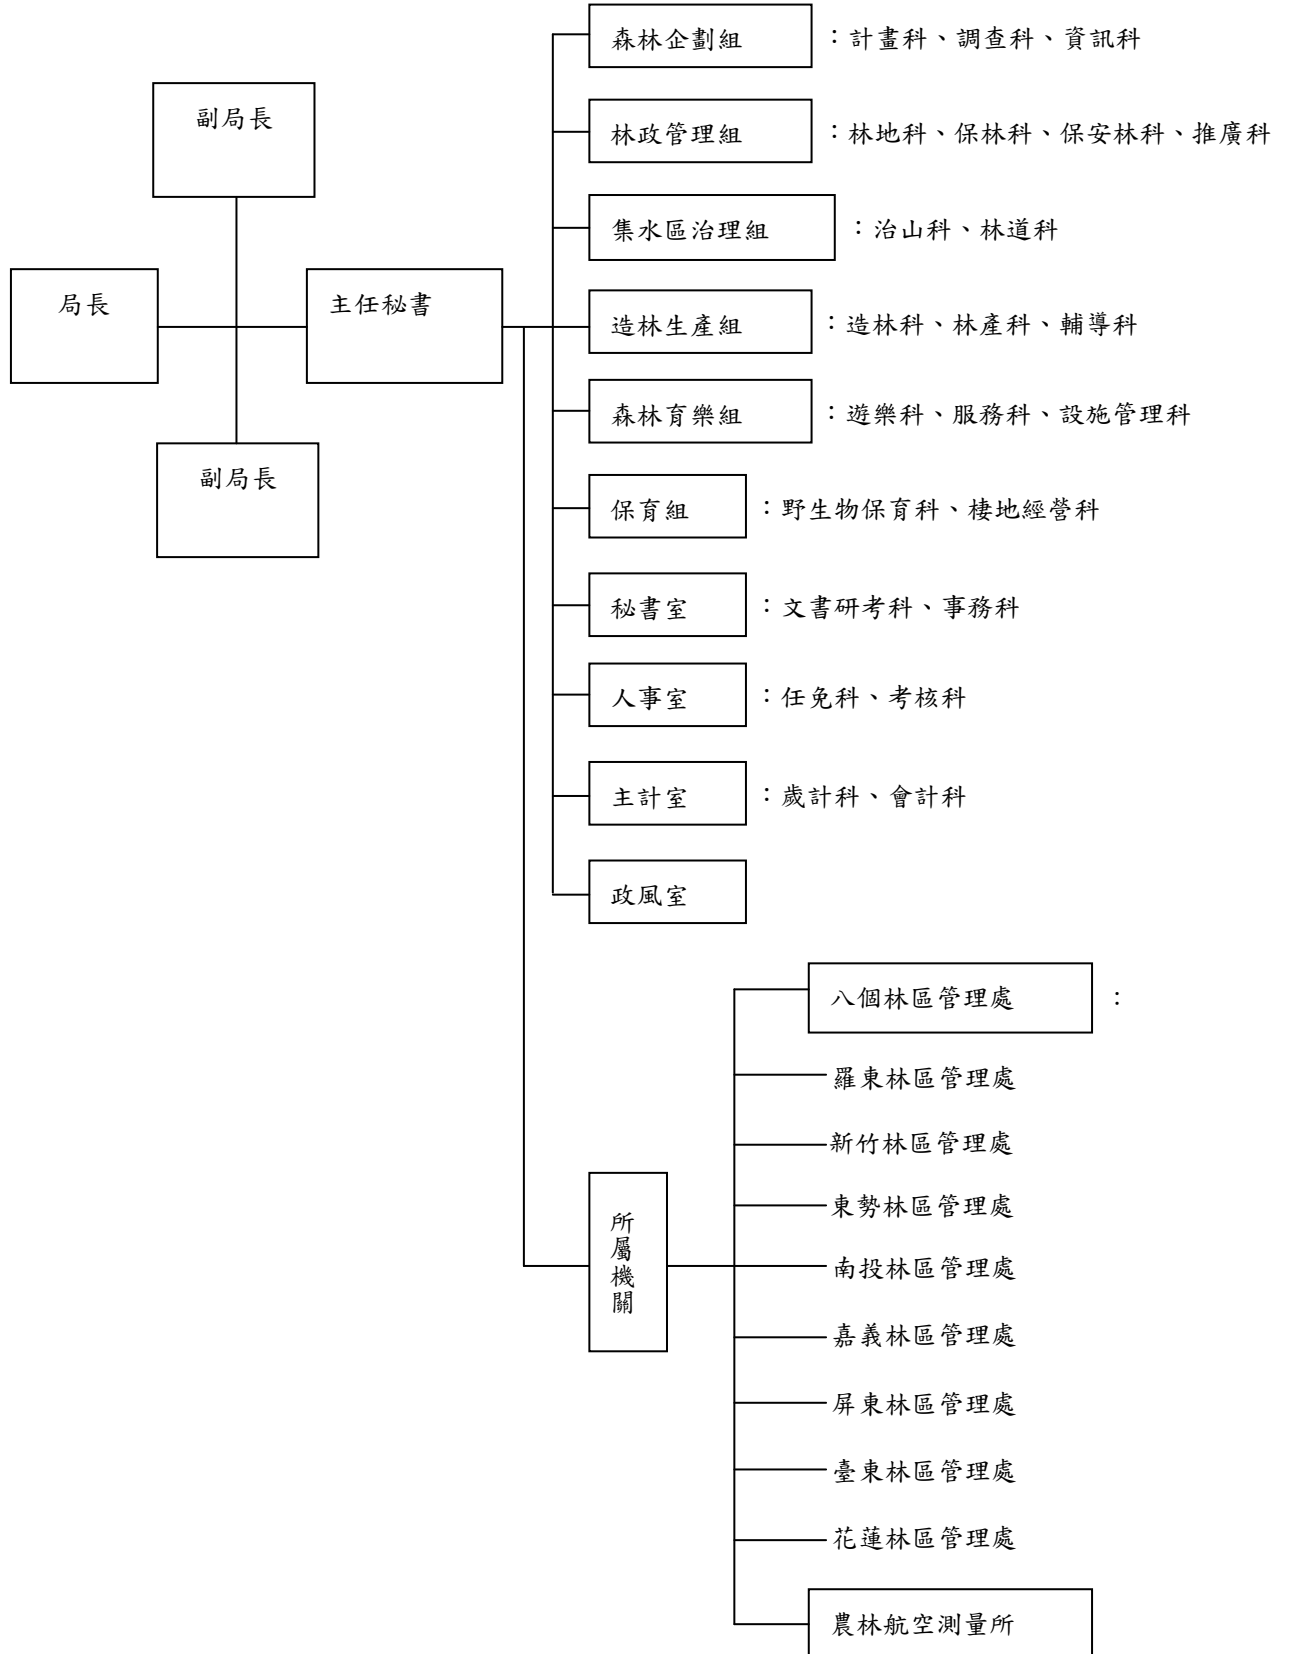 森林企劃組：計畫科、調查科、資訊科
副局長
林政管理組：林地科、保林科、保安林科、推廣科
集水區治理組：治山科、林道科
局長
主任秘書
造林生產組：造林科、林產科、輔導科
森林育樂組：遊樂科、服務科、設施管理科
副局長
保育組：野生物保育科、棲地經營科
秘書室：文書研考科、事務科
人事室：任免科、考核科
主計室：歲計科、會計科
政風室
八個林區管理處：
羅東林區管理處
新竹林區管理處
東勢林區管理處
所屬機關
南投林區管理處
嘉義林區管理處
屏東林區管理處
臺東林區管理處
花蓮林區管理處
農林航空測量所